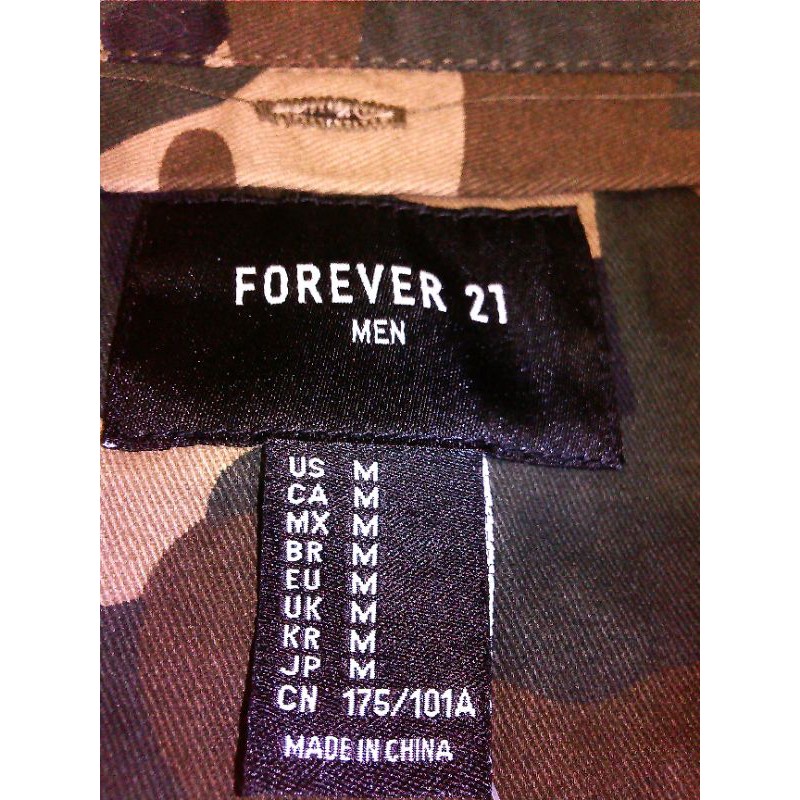 FOREVER 21
MEN
US M
CA M
MX M
BR M
EU M
UK M
KR M
JP M
CN 175/101A
MADE IN CHINA